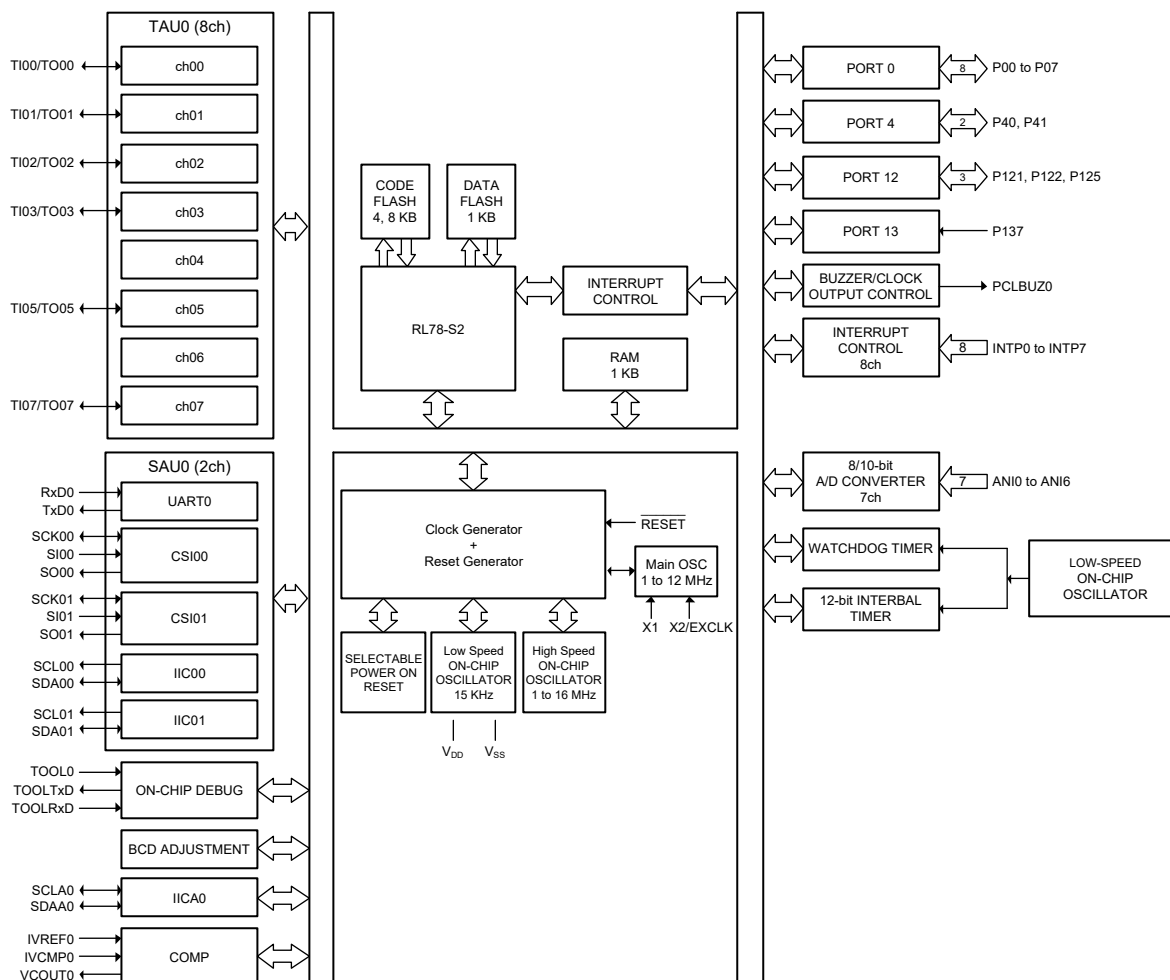 TAU0 (8ch)
TI00/TO00
ch00
TI01/TO01
ch01
TI02/TO02
ch02
TI03/TO03
ch03
ch04
TI05/TO05
ch05
ch06
TI07/TO07
ch07
SAU0 (2ch)
RxD0
TxD0
UART0
SCK00
SI00
SO00
CSI00
SCK01
SI01
SO01
CSI01
SCL00
SDA00
IIC00
SCL01
SDA01
IIC01
TOOL0
TOOLTxD
TOOLRxD
ON-CHIP DEBUG
BCD ADJUSTMENT
SCLA0
SDAA0
IICA0
IVREF0
IVCMP0
VCOUT0
COMP
CODE
FLASH
4, 8 KB
DATA
FLASH
1 KB
RL78-S2
INTERRUPT
CONTROL
RAM
1 KB
Clock Generator
+
Reset Generator
RESET
Main OSC
1 to 12 MHz
X1
X2/EXCLK
SELECTABLE
POWER ON
RESET
Low Speed
ON-CHIP
OSCILLATOR
15 KHz
High Speed
ON-CHIP
OSCILLATOR
1 to 16 MHz
VDD
VSS
PORT 0
8
P00 to P07
PORT 4
2
P40, P41
PORT 12
3
P121, P122, P125
PORT 13
P137
BUZZER/CLOCK
OUTPUT CONTROL
PCLBUZ0
INTERRUPT
CONTROL
8ch
8
INTP0 to INTP7
8/10-bit
A/D CONVERTER
7ch
7
ANI0 to ANI6
WATCHDOG TIMER
12-bit INTERBAL
TIMER
LOW-SPEED
ON-CHIP
OSCILLATOR